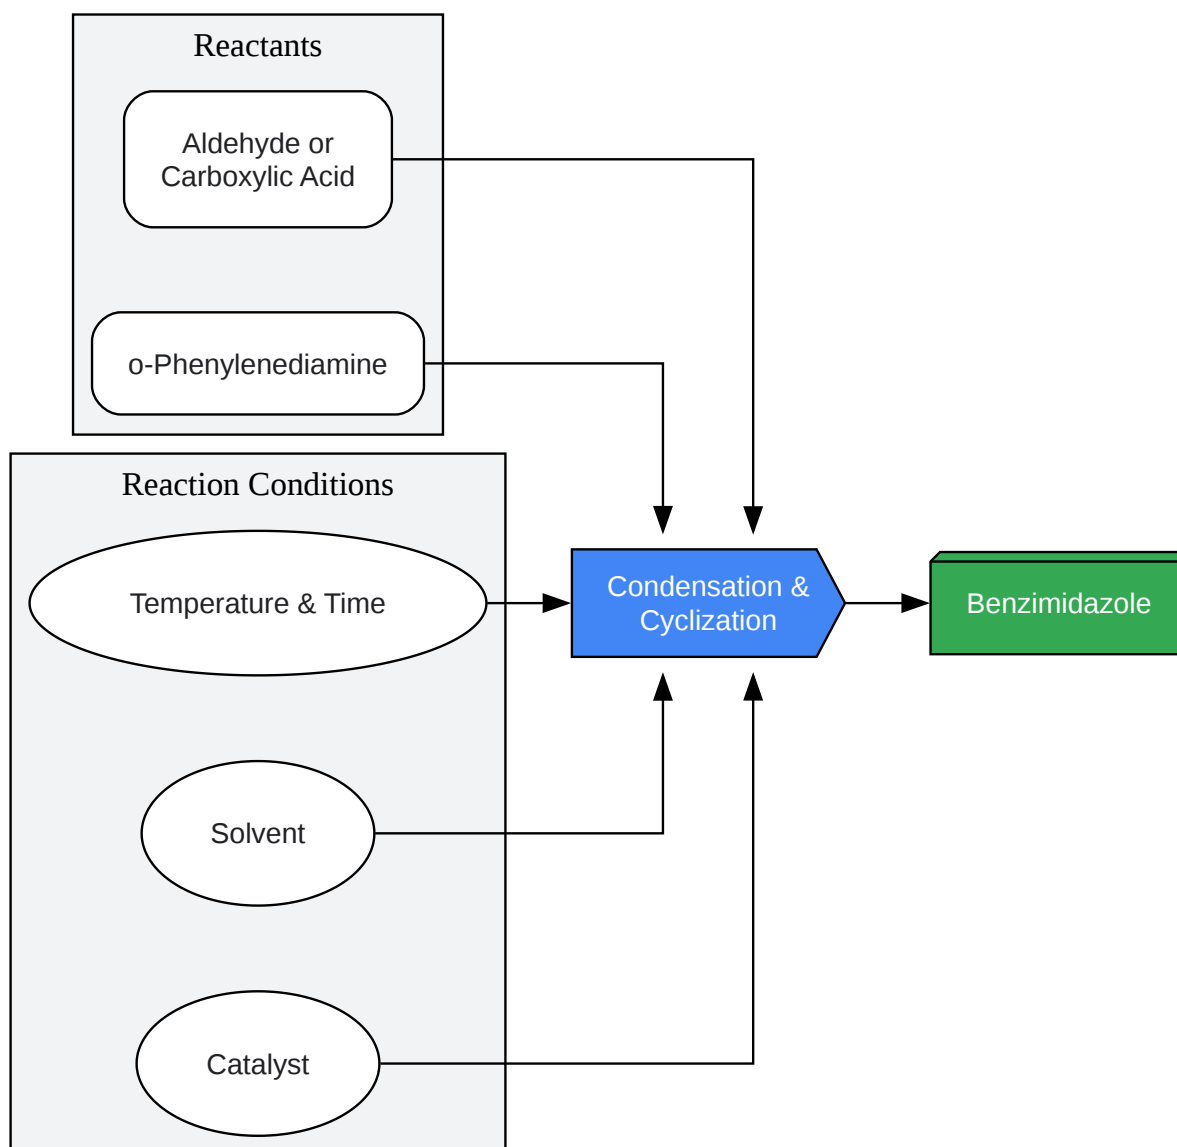 Reactants
Aldehyde or
Carboxylic Acid
o-Phenylenediamine
Reaction Conditions
Temperature & Time
Condensation &
Cyclization
Benzimidazole
Solvent
Catalyst